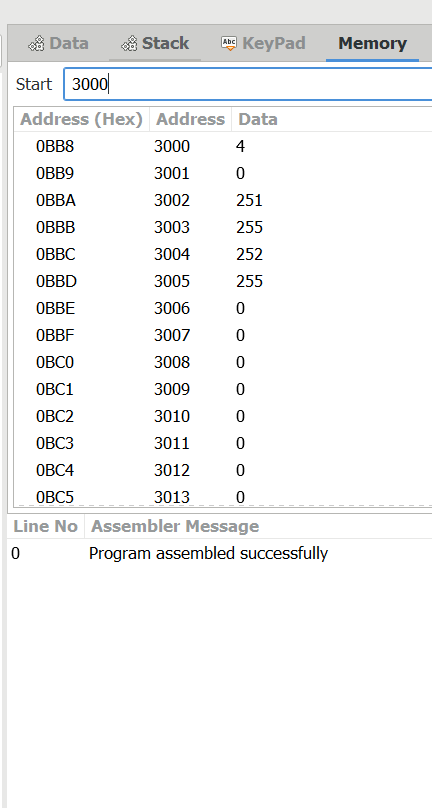 Data Stack Abc KeyPad Memory
Start 3000
Address (Hex) Address Data
0BB8 3000 4
0BB9 3001 0
0BBA 3002 251
0BBB 3003 255
0BBC 3004 252
0BBD 3005 255
0BBE 3006 0
0BBF 3007 0
0BC0 3008 0
0BC1 3009 0
0BC2 3010 0
0BC3 3011 0
0BC4 3012 0
0BC5 3013 0
Line No Assembler Message
0 Program assembled successfully